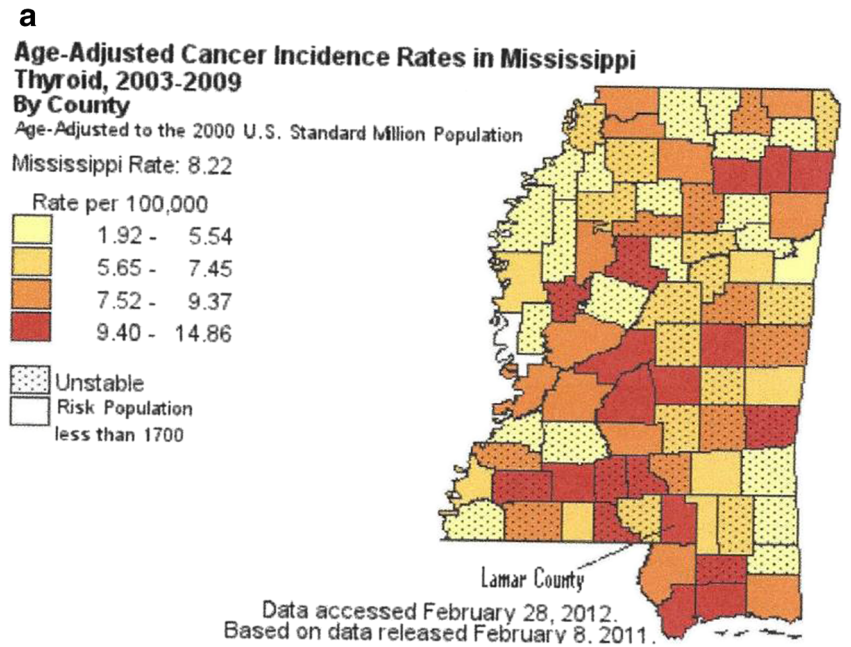 a
Age-Adjusted Cancer Incidence Rates in Mississippi
Thyroid, 2003-2009
By County
Age-Adjusted to the 2000 U.S. Standard Million Population
Mississippi Rate: 8.22
Rate per 100,000
1.92 - 5.54
5.65 - 7.45
7.52 - 9.37
9.40 - 14.86
Unstable
Risk Population
less than 1700
Lamar County
Data accessed February 28, 2012.
Based on data released February 8. 2011.